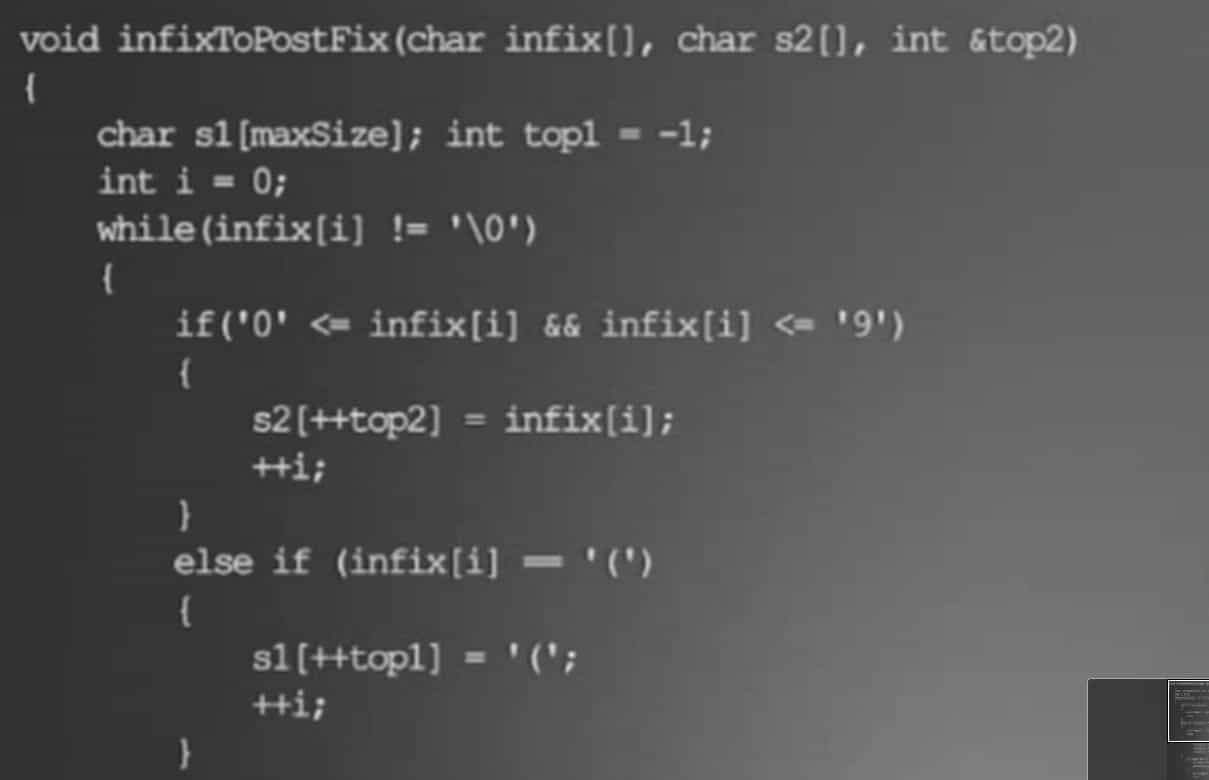 void infixToPostFix(char infix[], char s2[], int &top2)
{
char s1[maxSize]; int top1 = -1;
int i = 0;
while(infix[i] != '\0')
{
if('0' <= infix[i] && infix[i] <= '9')
{
s2[++top2] = infix[i];
++i;
}
else if (infix[i] == '(')
{
s1[++top1] = '(';
++i;
}